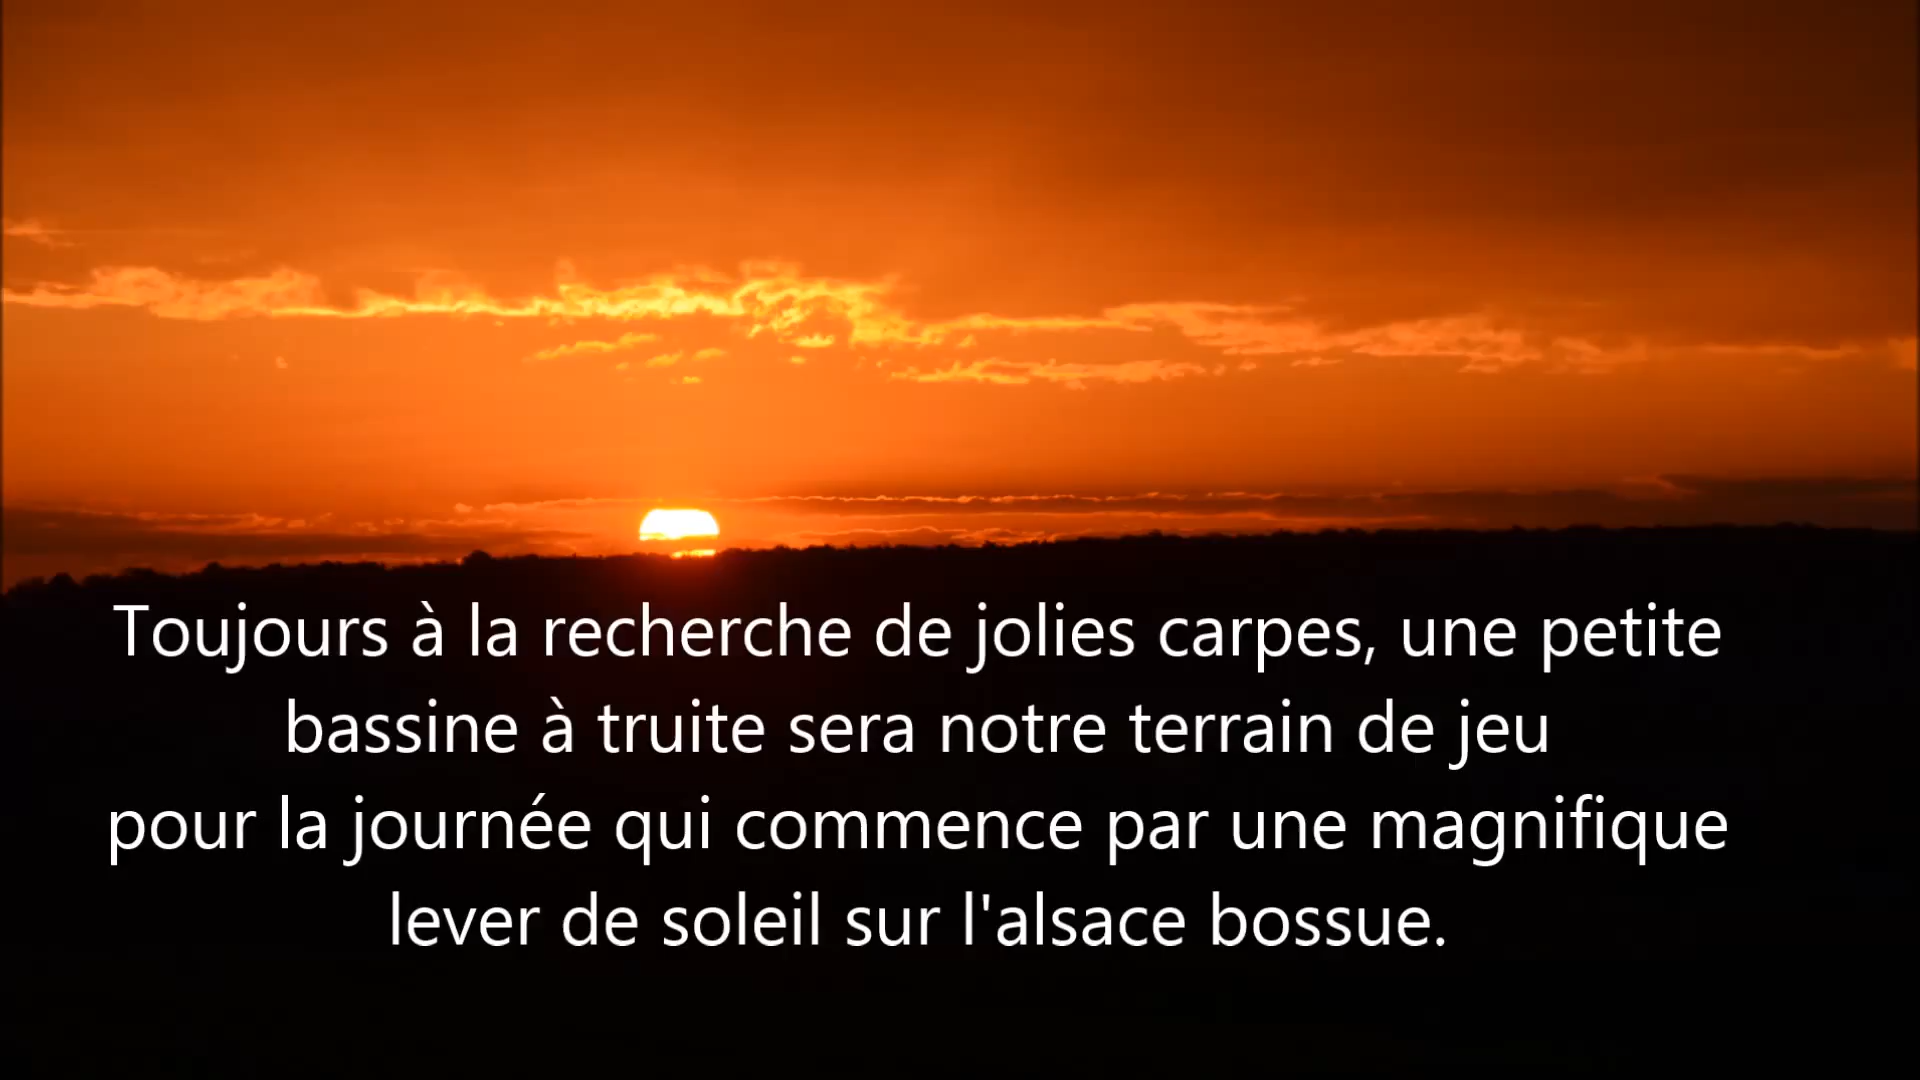 Toujours à la recherche de jolies carpes, une petite
bassine à truite sera notre terrain de jeu
pour la journée qui commence par une magnifique
lever de soleil sur l'alsace bossue.